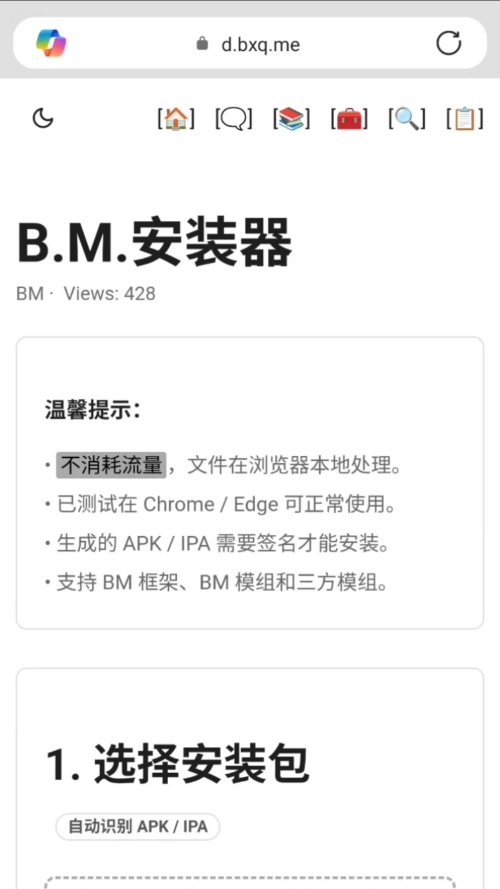 d.bxq.me
[🏠] [🗨] [📚] [🧰] [🔍] [📋]
B.M.安装器
BM · Views: 428
温馨提示：
• 不消耗流量，文件在浏览器本地处理。
• 已测试在 Chrome / Edge 可正常使用。
• 生成的 APK / IPA 需要签名才能安装。
• 支持 BM 框架、BM 模组和三方模组。
1. 选择安装包
自动识别 APK / IPA